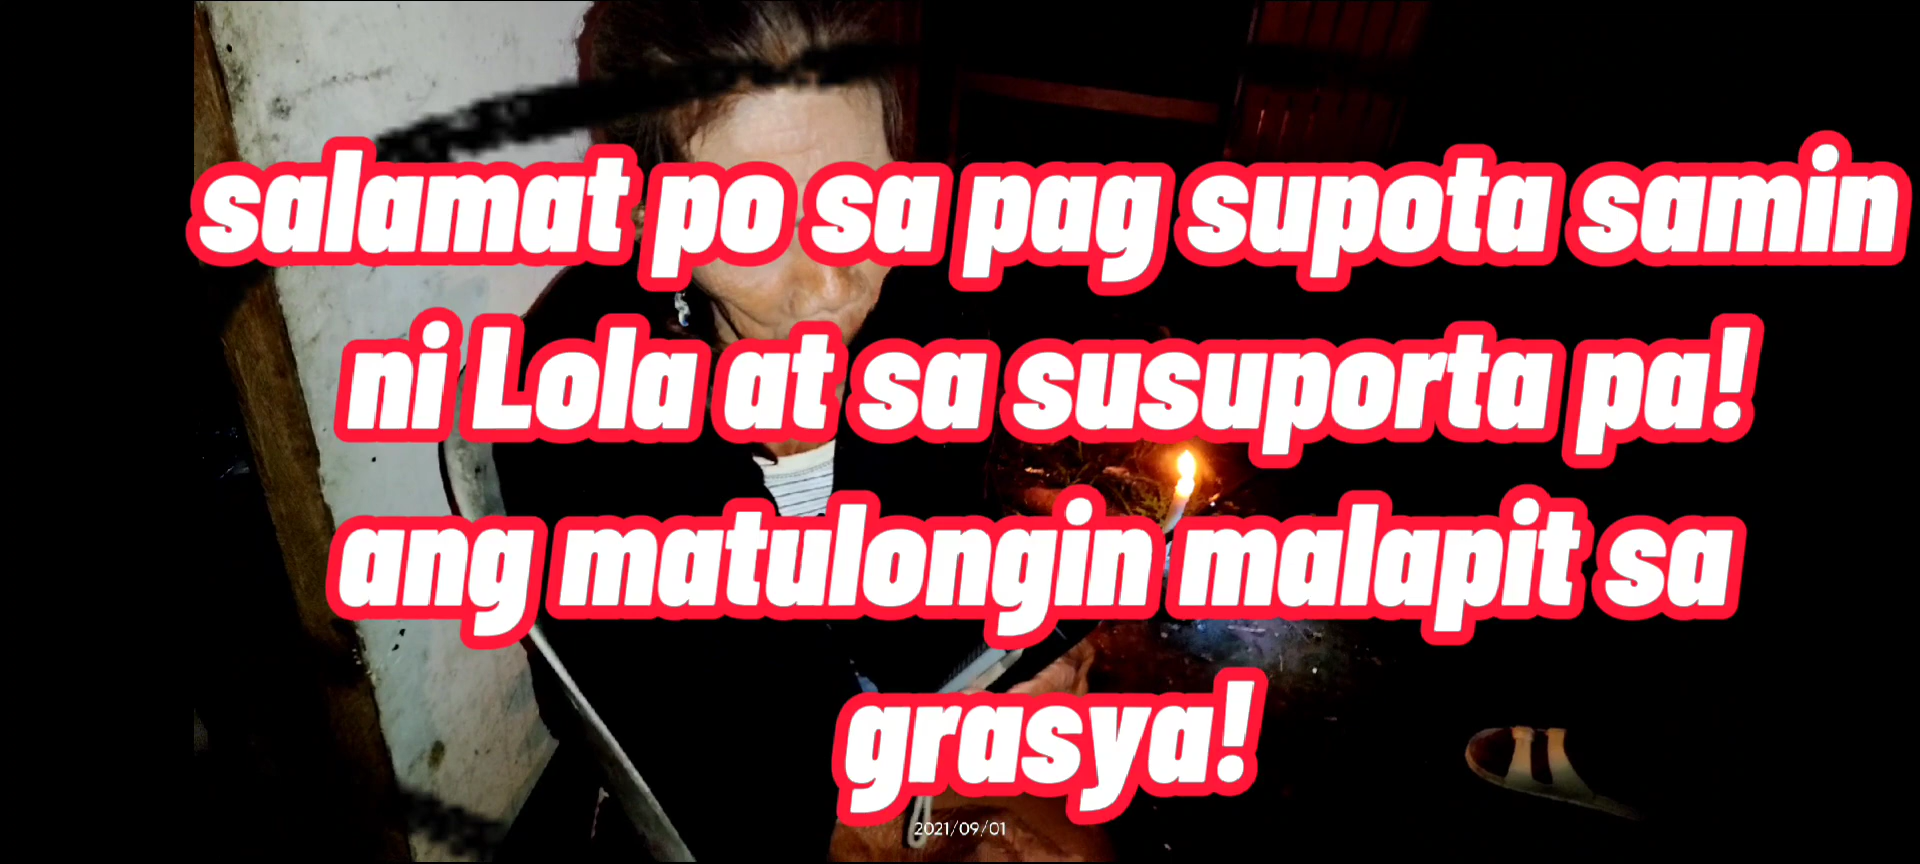 salamat po sa pag supota samin
ni Lola at sa susuporta pa!
ang matulongin malapit sa
grasya!
2021/09/01